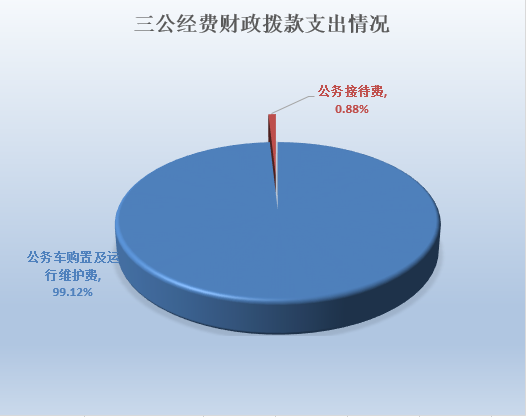 三公经费财政拨款支出情况
公务接待费,
0.88%
公务车购置及运
行维护费,
99.12%